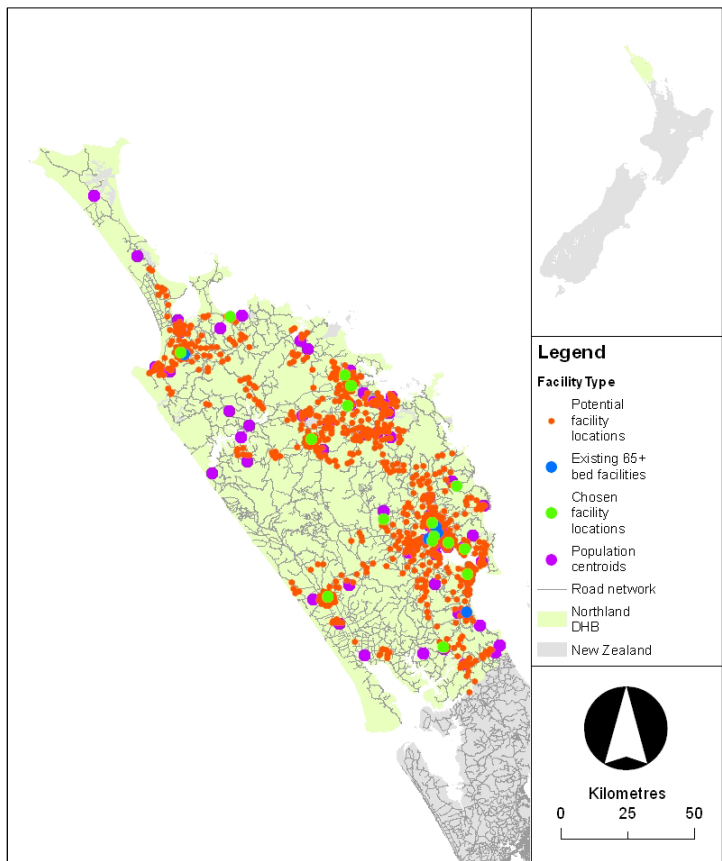 Legend
Facility Type
Potential
facility
locations
Existing 65+
bed facilities
Chosen
facility
locations
Population
centroids
Road network
Northland
DHB
New Zealand
Kilometres
0 25 50